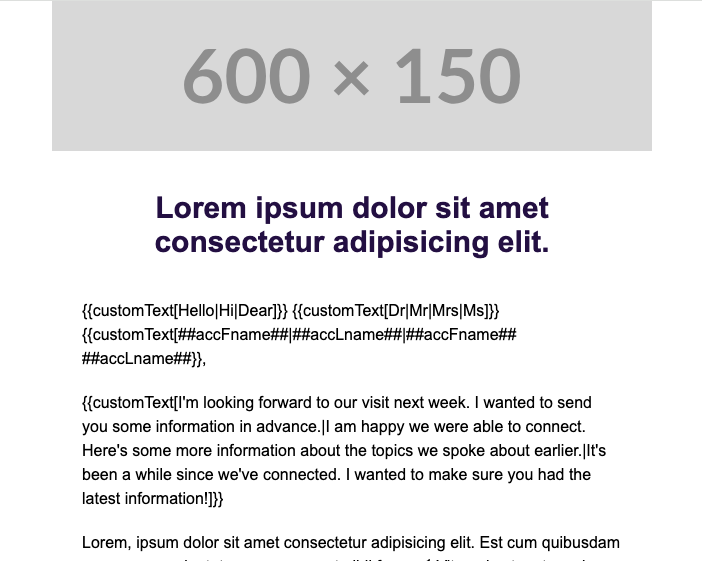 600 × 150
Lorem ipsum dolor sit amet
consectetur adipisicing elit.
{{customText[Hello|Hi|Dear]}} {{customText[Dr|Mr|Mrs|Ms]}}
{{customText[##accFname##|##accLname##|##accFname##
##accLname##}},
{{customText[I'm looking forward to our visit next week. I wanted to send
you some information in advance.|I am happy we were able to connect.
Here's some more information about the topics we spoke about earlier.|It's
been a while since we've connected. I wanted to make sure you had the
latest information!]}}
Lorem, ipsum dolor sit amet consectetur adipisicing elit. Est cum quibusdam